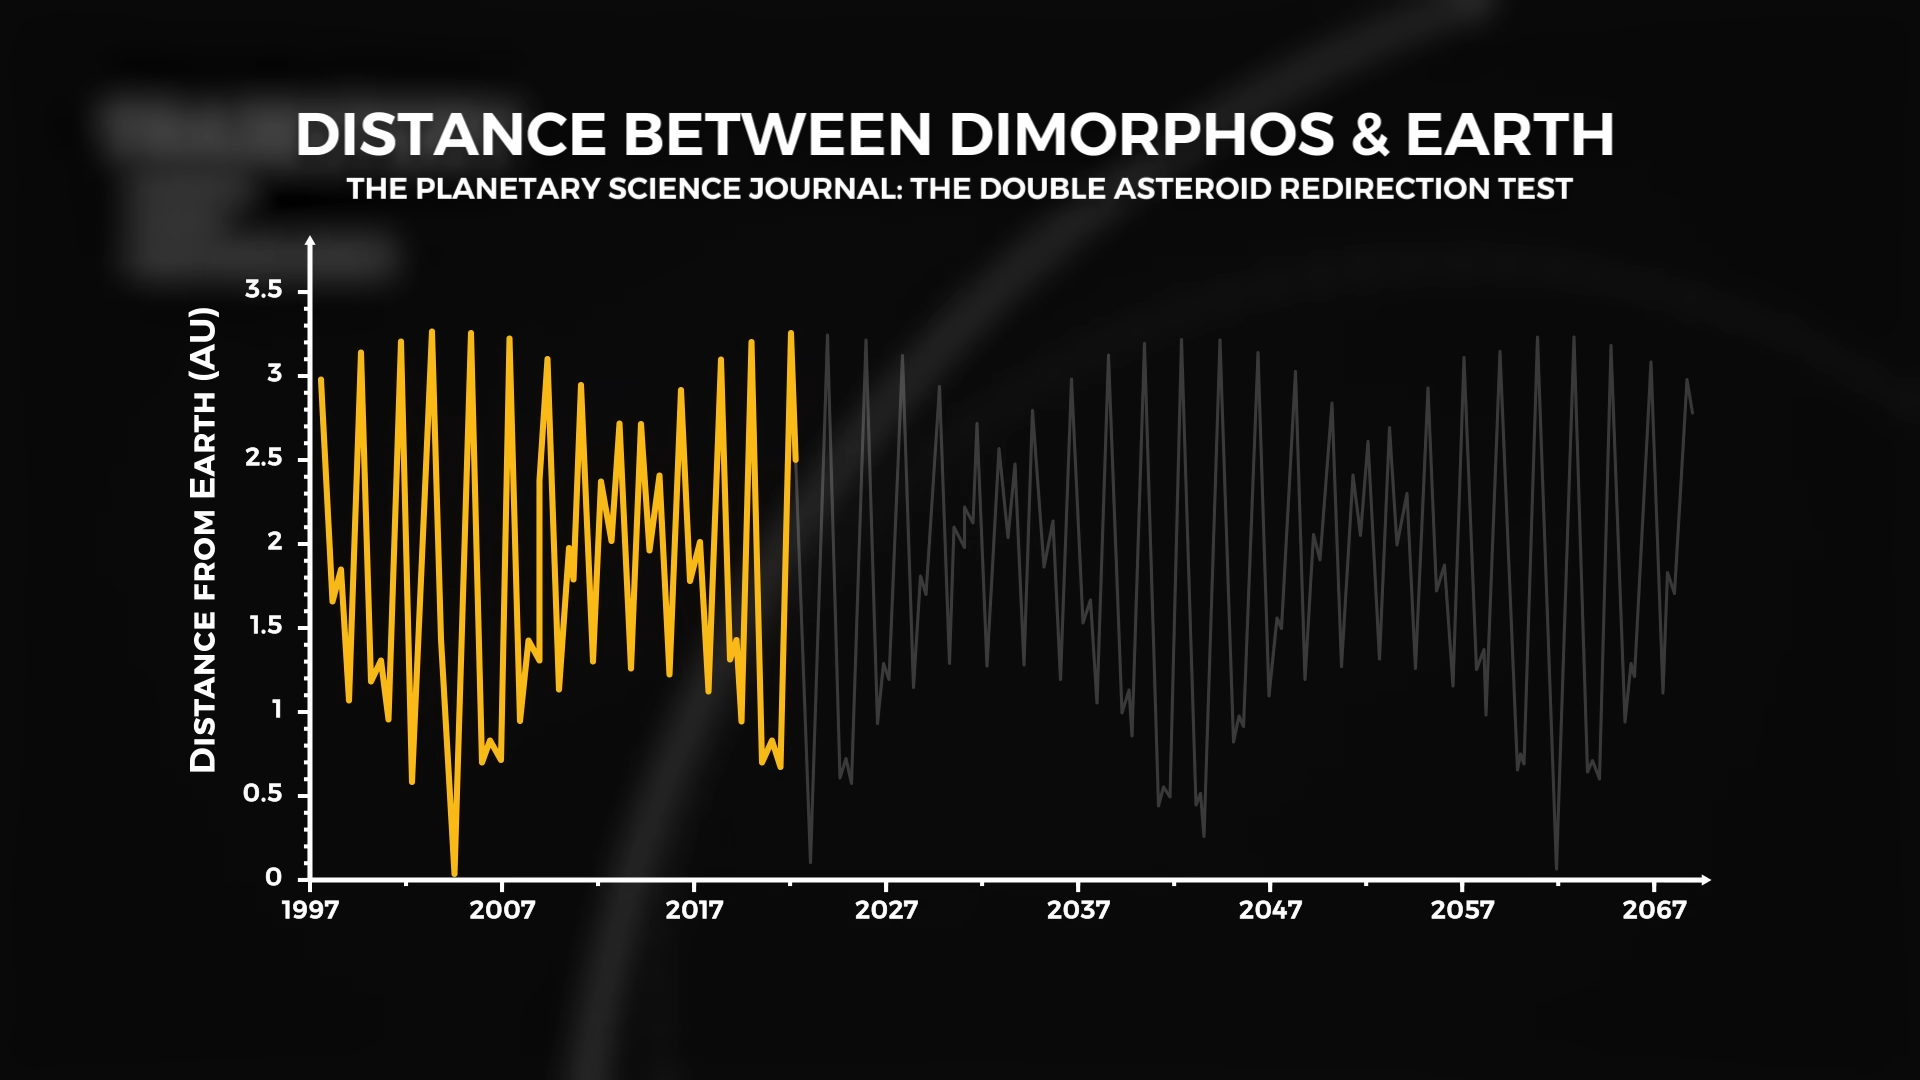 DISTANCE BETWEEN DIMORPHOS & EARTH
THE PLANETARY SCIENCE JOURNAL: THE DOUBLE ASTEROID REDIRECTION TEST
DISTANCE FROM EARTH (AU)
3.5
3
2.5
2
1.5
1
0.5
0
1997 2007 2017 2027 2037 2047 2057 2067